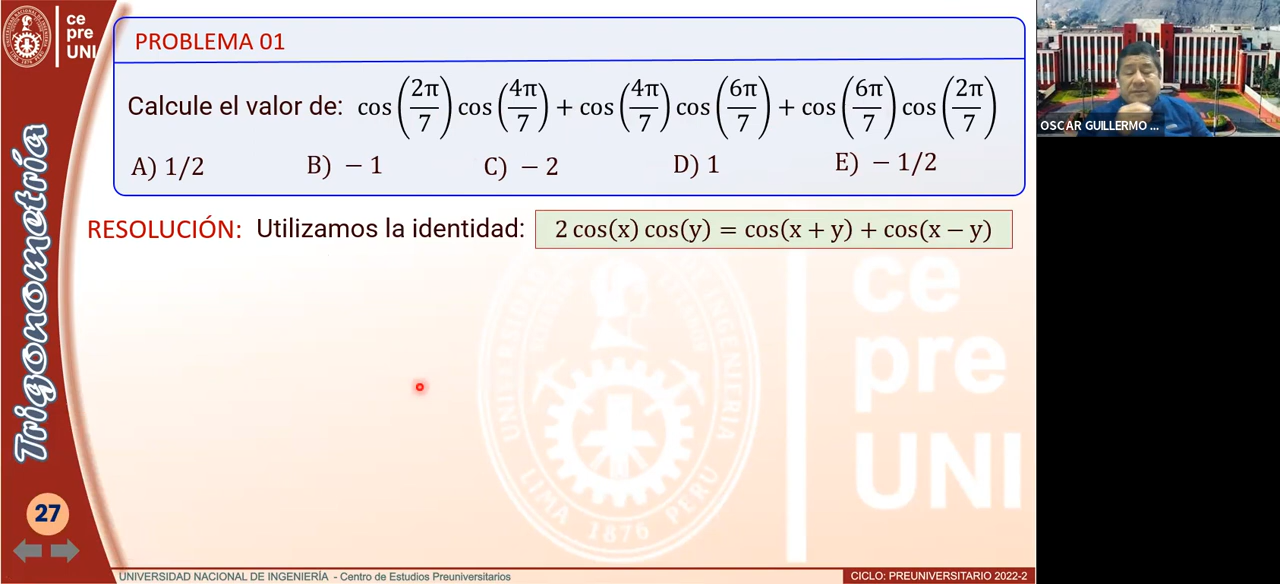 ce
pre
UNI
PROBLEMA 01
Calcule el valor de: cos(2π/7) cos(4π/7) + cos(4π/7) cos(6π/7) + cos(6π/7) cos(2π/7)
A) 1/2 B) − 1 C) − 2 D) 1 E) − 1/2
RESOLUCIÓN: Utilizamos la identidad: 2 cos(x) cos(y) = cos(x + y) + cos(x − y)
OSCAR GUILLERMO ...
Trigonometría
ce
pre
UNI
LIMA 1876 PERU
27
UNIVERSIDAD NACIONAL DE INGENIERÍA - Centro de Estudios Preuniversitarios
CICLO: PREUNIVERSITARIO 2022-2